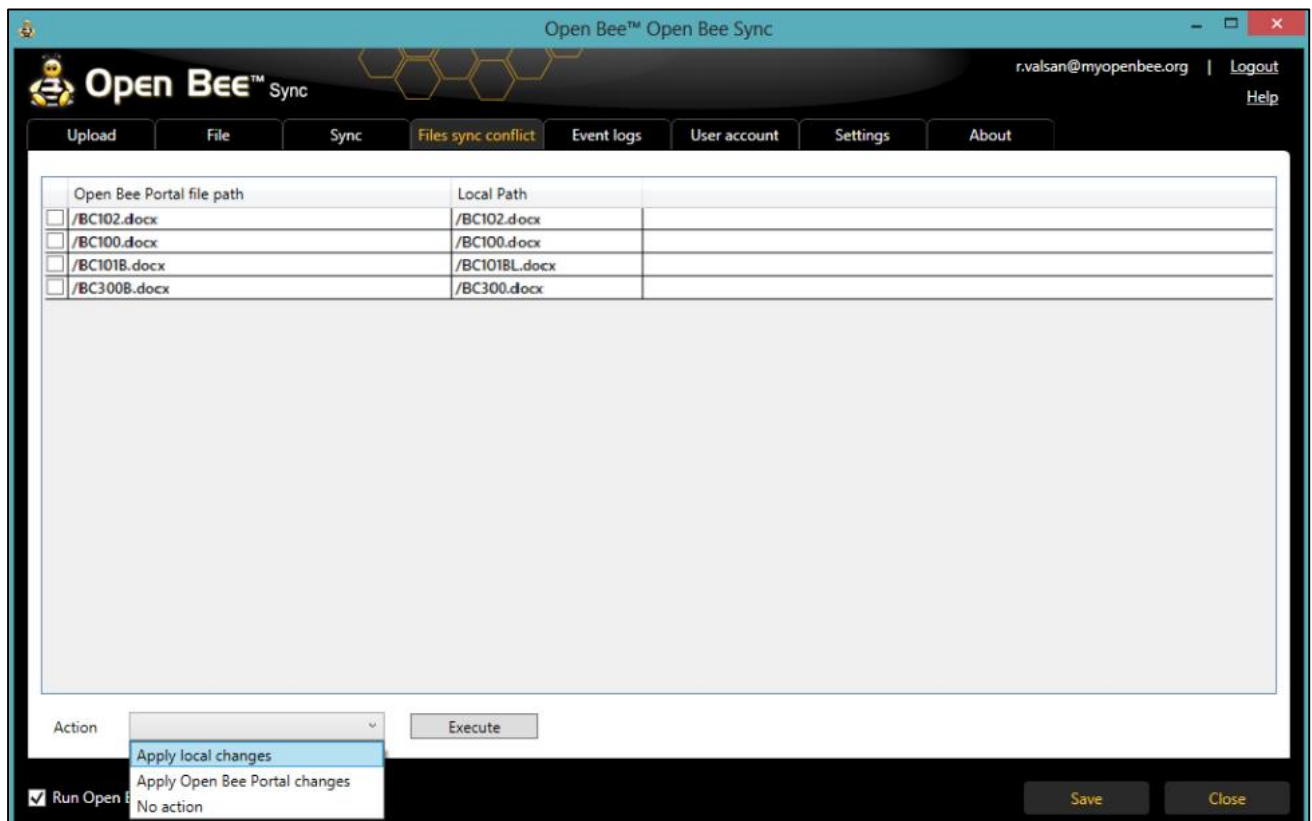 Open Bee™ Open Bee Sync
Open Bee™ Sync
r.valsan@myopenbee.org | Logout
Help
Upload File Sync Files sync conflict Event logs User account Settings About
Open Bee Portal file path Local Path
/BC102.docx /BC102.docx
/BC100.docx /BC100.docx
/BC101B.docx /BC101BL.docx
/BC300B.docx /BC300.docx
Action Execute
Apply local changes
Apply Open Bee Portal changes
No action
Run Open
Save Close